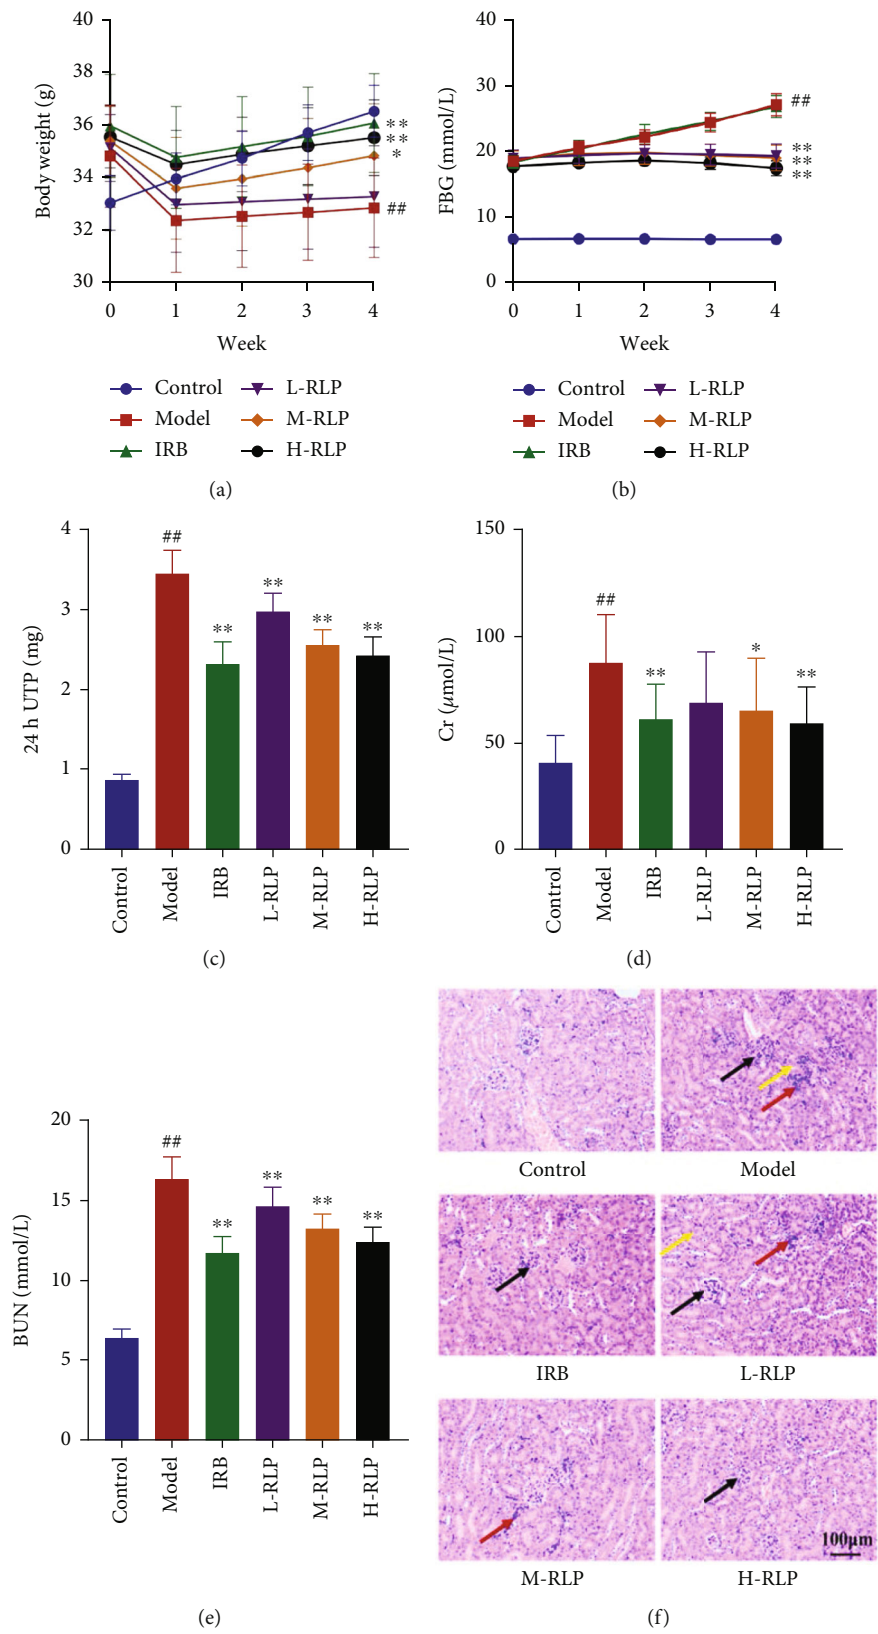 40
38
36
34
32
30
Body weight (g)
**
**
*
##
0 1 2 3 4
Week
Control
Model
IRB
L-RLP
M-RLP
H-RLP
(a)
40
30
20
10
0
FBG (mmol/L)
##
**
**
**
0 1 2 3 4
Week
Control
Model
IRB
L-RLP
M-RLP
H-RLP
(b)
4
3
2
1
0
24 h UTP (mg)
##
**
**
**
**
Control
Model
IRB
L-RLP
M-RLP
H-RLP
(c)
150
100
50
0
Cr (μmol/L)
##
**
*
**
Control
Model
IRB
L-RLP
M-RLP
H-RLP
(d)
20
15
10
5
0
BUN (mmol/L)
##
**
**
**
**
Control
Model
IRB
L-RLP
M-RLP
H-RLP
(e)
Control
Model
IRB
L-RLP
100μm
M-RLP
H-RLP
(f)